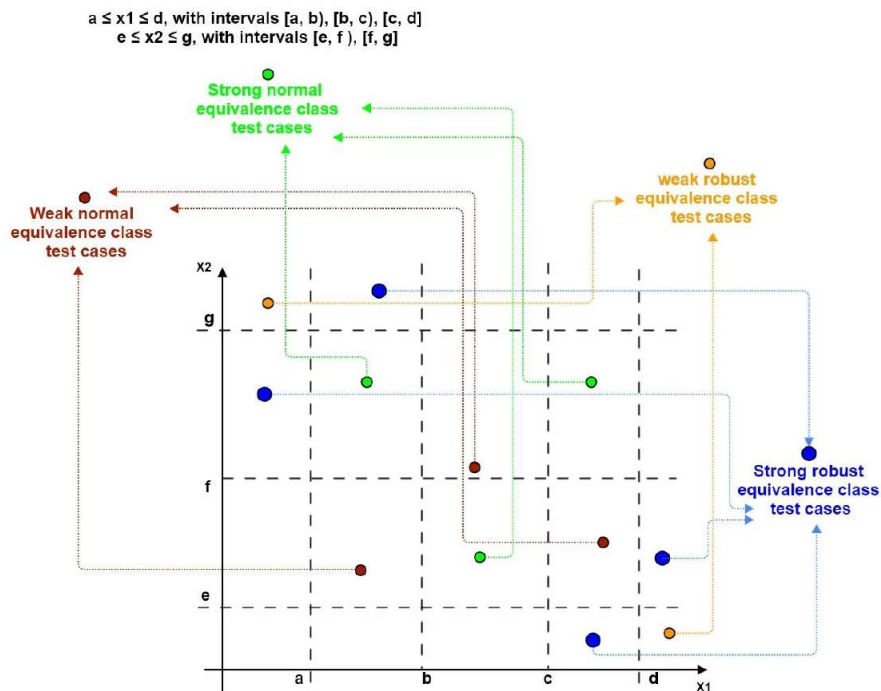 a ≤ x1 ≤ d, with intervals [a, b), [b, c), [c, d]
e ≤ x2 ≤ g, with intervals [e, f ), [f, g]
Strong normal
equivalence class
test cases
weak robust
equivalence class
test cases
Weak normal
equivalence class
test cases
X2
g
Strong robust
equivalence class
test cases
f
e
a
b
c
d
X1